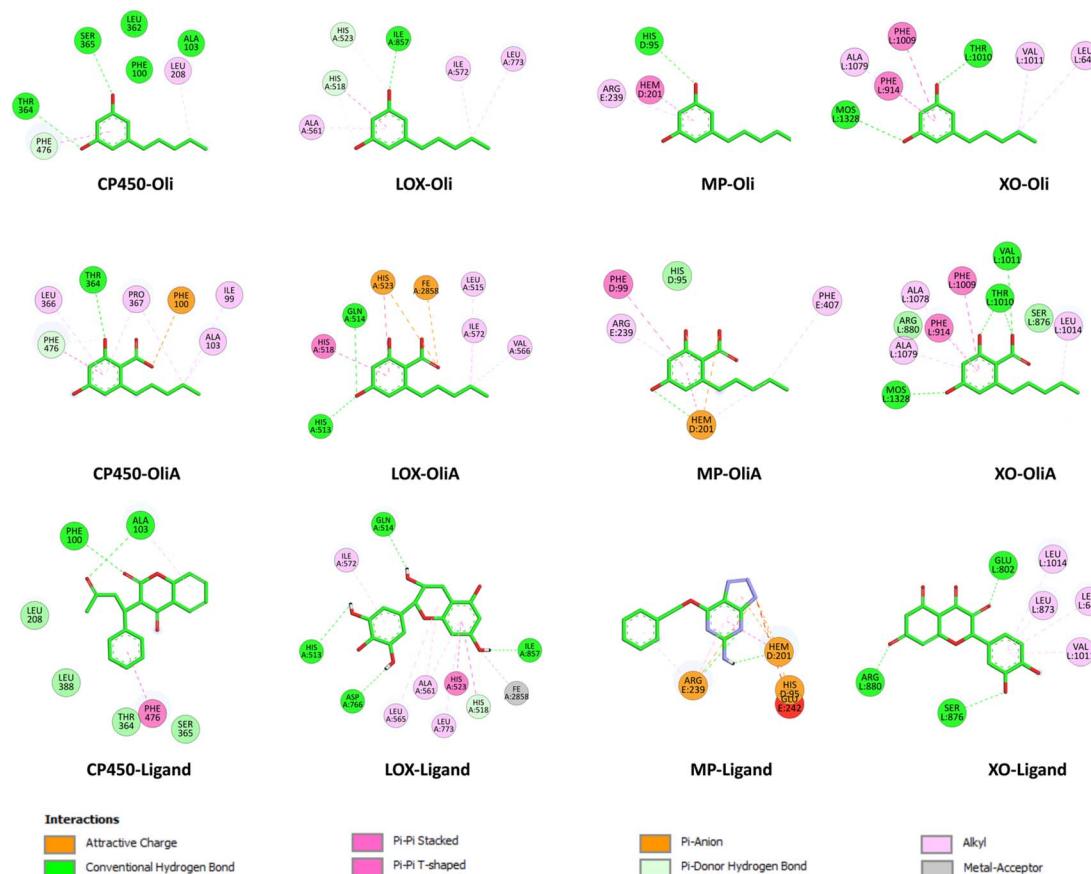 SER 365
LEU 362
ALA 103
PHE 100
LEU 208
THR 364
PHE 476
CP450-Oli
HIS A:523
ILE A:857
HIS A:518
ILE A:572
LEU A:773
ALA A:561
LOX-Oli
HIS D:95
ARG E:239
HEM D:201
MP-Oli
PHE L:1009
ALA L:1079
THR L:1010
VAL L:1011
PHE L:914
MOS L:1328
XO-Oli
THR 364
LEU 366
PRO 367
PHE 100
ILE 99
PHE 476
ALA 103
CP450-OliA
HIS A:523
FE A:2858
LEU A:515
GLN A:514
HIS A:518
ILE A:572
VAL A:566
HIS A:513
LOX-OliA
PHE D:99
HIS D:95
PHE E:407
ARG E:239
HEM D:201
MP-OliA
VAL L:1011
PHE L:1009
ALA L:1078
THR L:1010
ARG L:880
PHE L:914
SER L:876
LEU L:1014
ALA L:1079
MOS L:1328
XO-OliA
PHE 100
ALA 103
LEU 208
LEU 388
THR 364
PHE 476
SER 365
CP450-Ligand
GLN A:514
ILE A:572
HIS A:513
ILE A:857
ASP A:766
ALA A:561
HIS A:523
HIS A:518
FE A:2858
LEU A:565
LEU A:773
LOX-Ligand
HEM D:201
ARG E:239
HIS D:95
GLU E:242
MP-Ligand
GLU L:802
LEU L:1014
LEU L:873
ARG L:880
SER L:876
XO-Ligand
Interactions
Attractive Charge
Pi-Pi Stacked
Pi-Anion
Alkyl
Conventional Hydrogen Bond
Pi-Pi T-shaped
Pi-Donor Hydrogen Bond
Metal-Acceptor